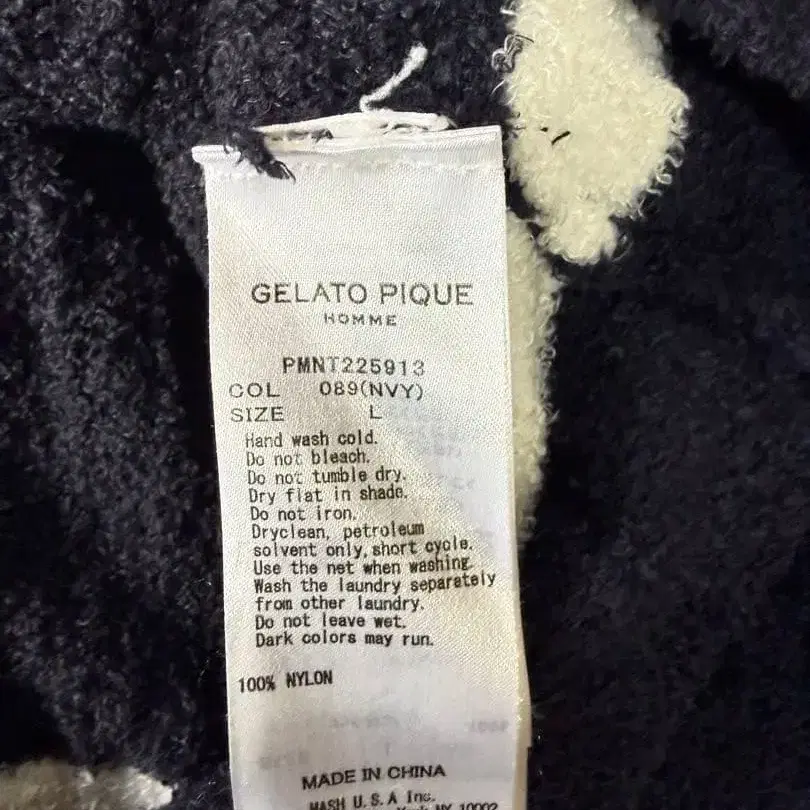 GELATO PIQUE
HOMME
PMNT225913
COL 089(NVY)
SIZE L
Hand wash cold.
Do not bleach.
Do not tumble dry.
Dry flat in shade.
Do not iron.
Dryclean, petroleum
solvent only, short cycle.
Use the net when washing.
Wash the laundry separately
from other laundry.
Do not leave wet.
Dark colors may run.
100% NYLON
MADE IN CHINA
MASH U.S.A Inc.
NY 10002